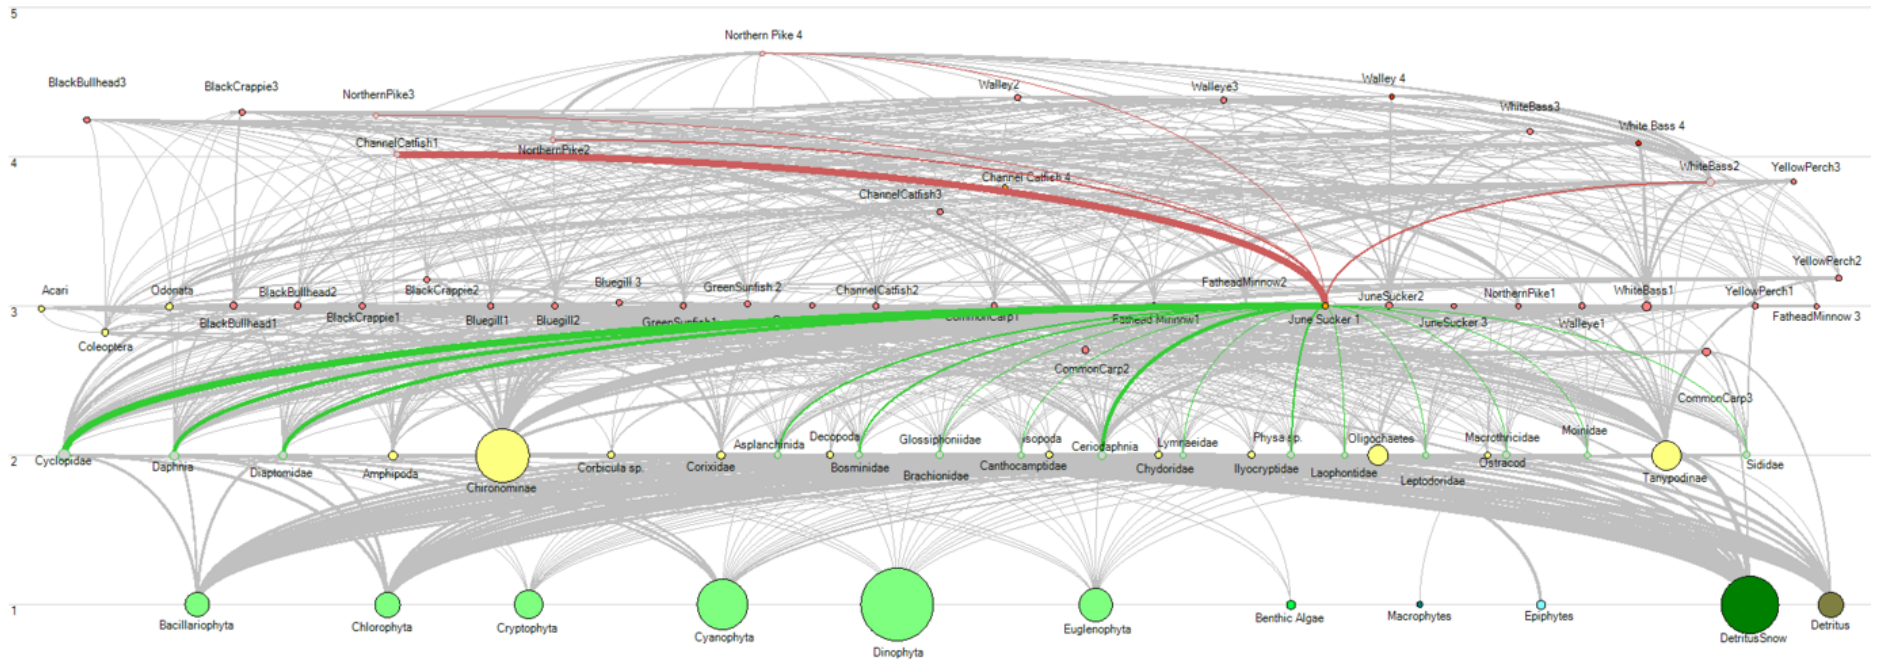 5
Northern Pike 4
BlackBullhead3
BlackCrappie3
NorthernPike3
Walley2
Walleye3
Walley 4
WhiteBass3
White Bass 4
4
ChannelCatfish1
NorthernPike2
Channel Catfish 4
ChannelCatfish3
WhiteBass2
YellowPerch3
YellowPerch2
Acari
Odonata
BlackBullhead2
BlackCrappie2
Bluegill 3
GreenSunfish 2
ChannelCatfish2
FatheadMinnow2
JuneSucker2
NorthernPike1
WhiteBass1
YellowPerch1
3
BlackBullhead1
BlackCrappie1
Bluegill1
Bluegill2
GreenSunfish1
CommonCarp1
Fathead Minnow1
June Sucker 1
JuneSucker 3
Walleye1
FatheadMinnow 3
Coleoptera
CommonCarp2
CommonCarp3
2
Cyclopidae
Daphnia
Diaptomidae
Amphipoda
Chironominae
Corbicula sp.
Corixidae
Asplanchinida
Decopoda
Bosminidae
Glossiphoniidae
Brachionidae
Isopoda
Canthocamptidae
Ceriodaphnia
Lymnaeidae
Chydoridae
Physa sp.
Ilyocryptidae
Oligochaetes
Laophontidae
Leptodoridae
Macrothricidae
Ostracod
Moinidae
Tanypodinae
Sididae
1
Bacillariophyta
Chlorophyta
Cryptophyta
Cyanophyta
Dinophyta
Euglenophyta
Benthic Algae
Macrophytes
Epiphytes
DetritusSnow
Detritus